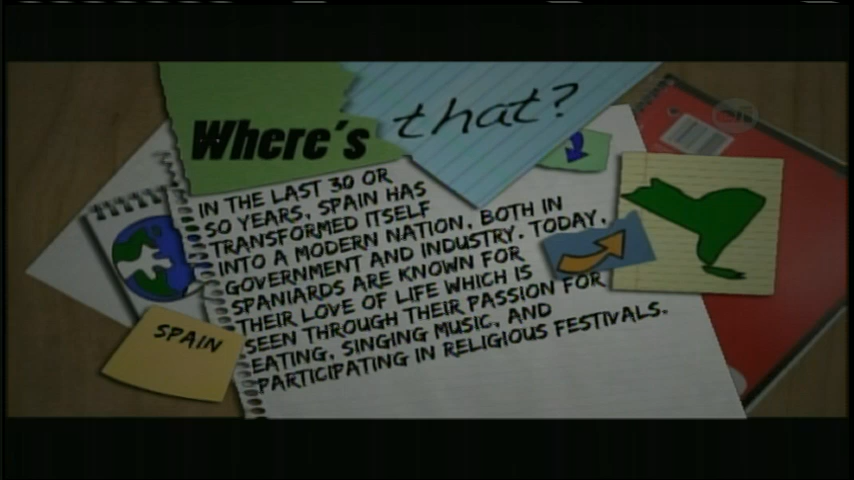 Where's that?
IN THE LAST 30 OR
SO YEARS, SPAIN HAS
TRANSFORMED ITSELF
INTO A MODERN NATION, BOTH IN
GOVERNMENT AND INDUSTRY. TODAY,
SPANIARDS ARE KNOWN FOR
THEIR LOVE OF LIFE WHICH IS
SEEN THROUGH THEIR PASSION FOR
EATING, SINGING MUSIC, AND
PARTICIPATING IN RELIGIOUS FESTIVALS.
SPAIN